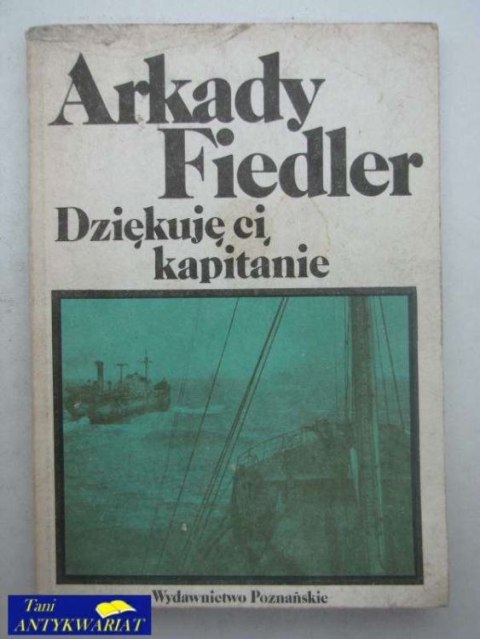 Arkady
Fiedler
Dziękuję ci,
kapitanie
Wydawnictwo Poznańskie
Tani
ANTYKWARIAT